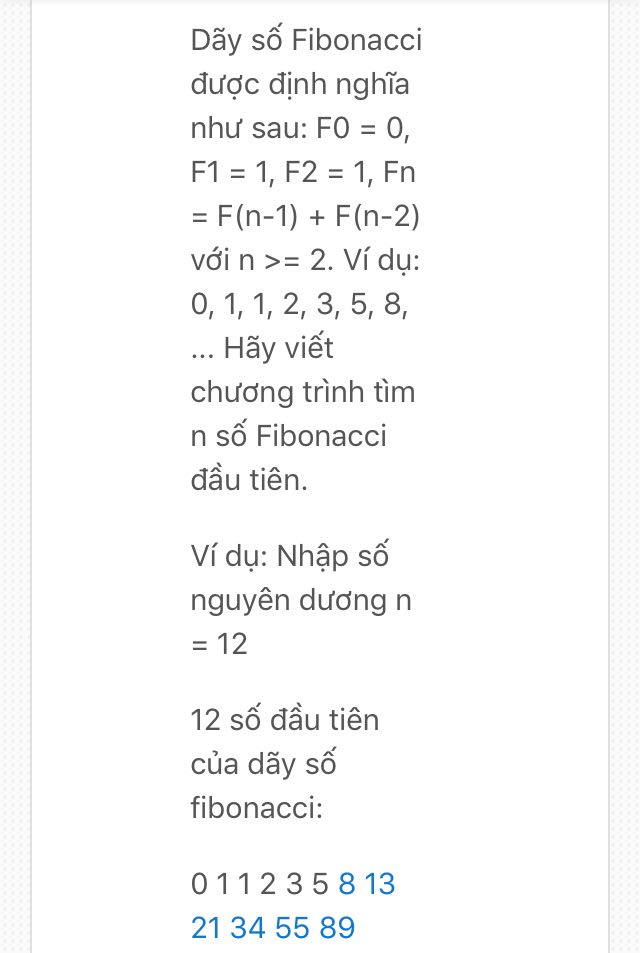 Dãy số Fibonacci
được định nghĩa
như sau: F0 = 0,
F1 = 1, F2 = 1, Fn
= F(n-1) + F(n-2)
với n >= 2. Ví dụ:
0, 1, 1, 2, 3, 5, 8,
... Hãy viết
chương trình tìm
n số Fibonacci
đầu tiên.
Ví dụ: Nhập số
nguyên dương n
= 12
12 số đầu tiên
của dãy số
fibonacci:
0 1 1 2 3 5 8 13
21 34 55 89